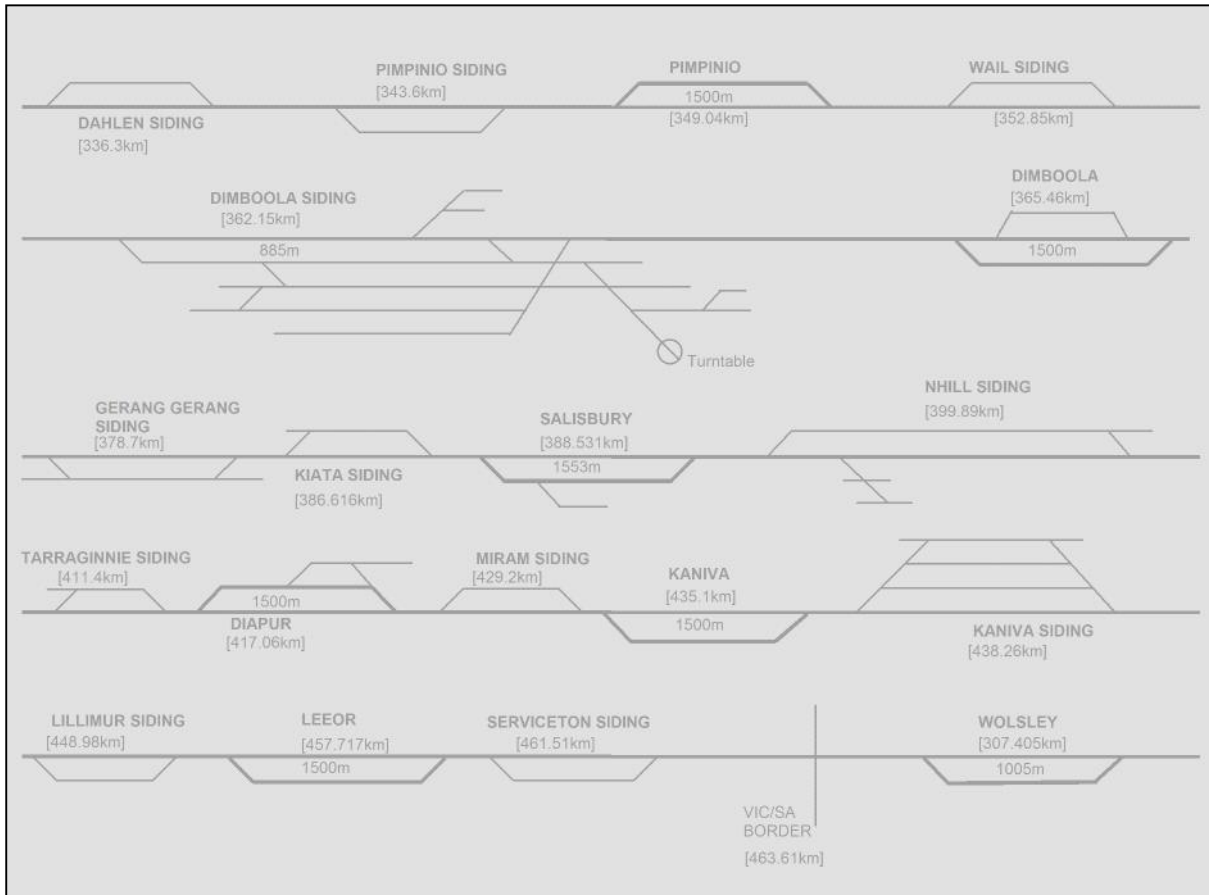 PIMPINIO SIDING
[343.6km]
PIMPINIO
1500m
[349.04km]
WAIL SIDING
[352.85km]
DAHLEN SIDING
[336.3km]
DIMBOOLA SIDING
[362.15km]
885m
DIMBOOLA
[365.46km]
1500m
Turntable
GERANG GERANG
SIDING
[378.7km]
KIATA SIDING
[386.616km]
SALISBURY
[388.531km]
1553m
NHILL SIDING
[399.89km]
TARRAGINNIE SIDING
[411.4km]
1500m
DIAPUR
[417.06km]
MIRAM SIDING
[429.2km]
KANIVA
[435.1km]
1500m
KANIVA SIDING
[438.26km]
LILLIMUR SIDING
[448.98km]
LEEOR
[457.717km]
1500m
SERVICETON SIDING
[461.51km]
VIC/SA
BORDER
[463.61km]
WOLSLEY
[307.405km]
1005m